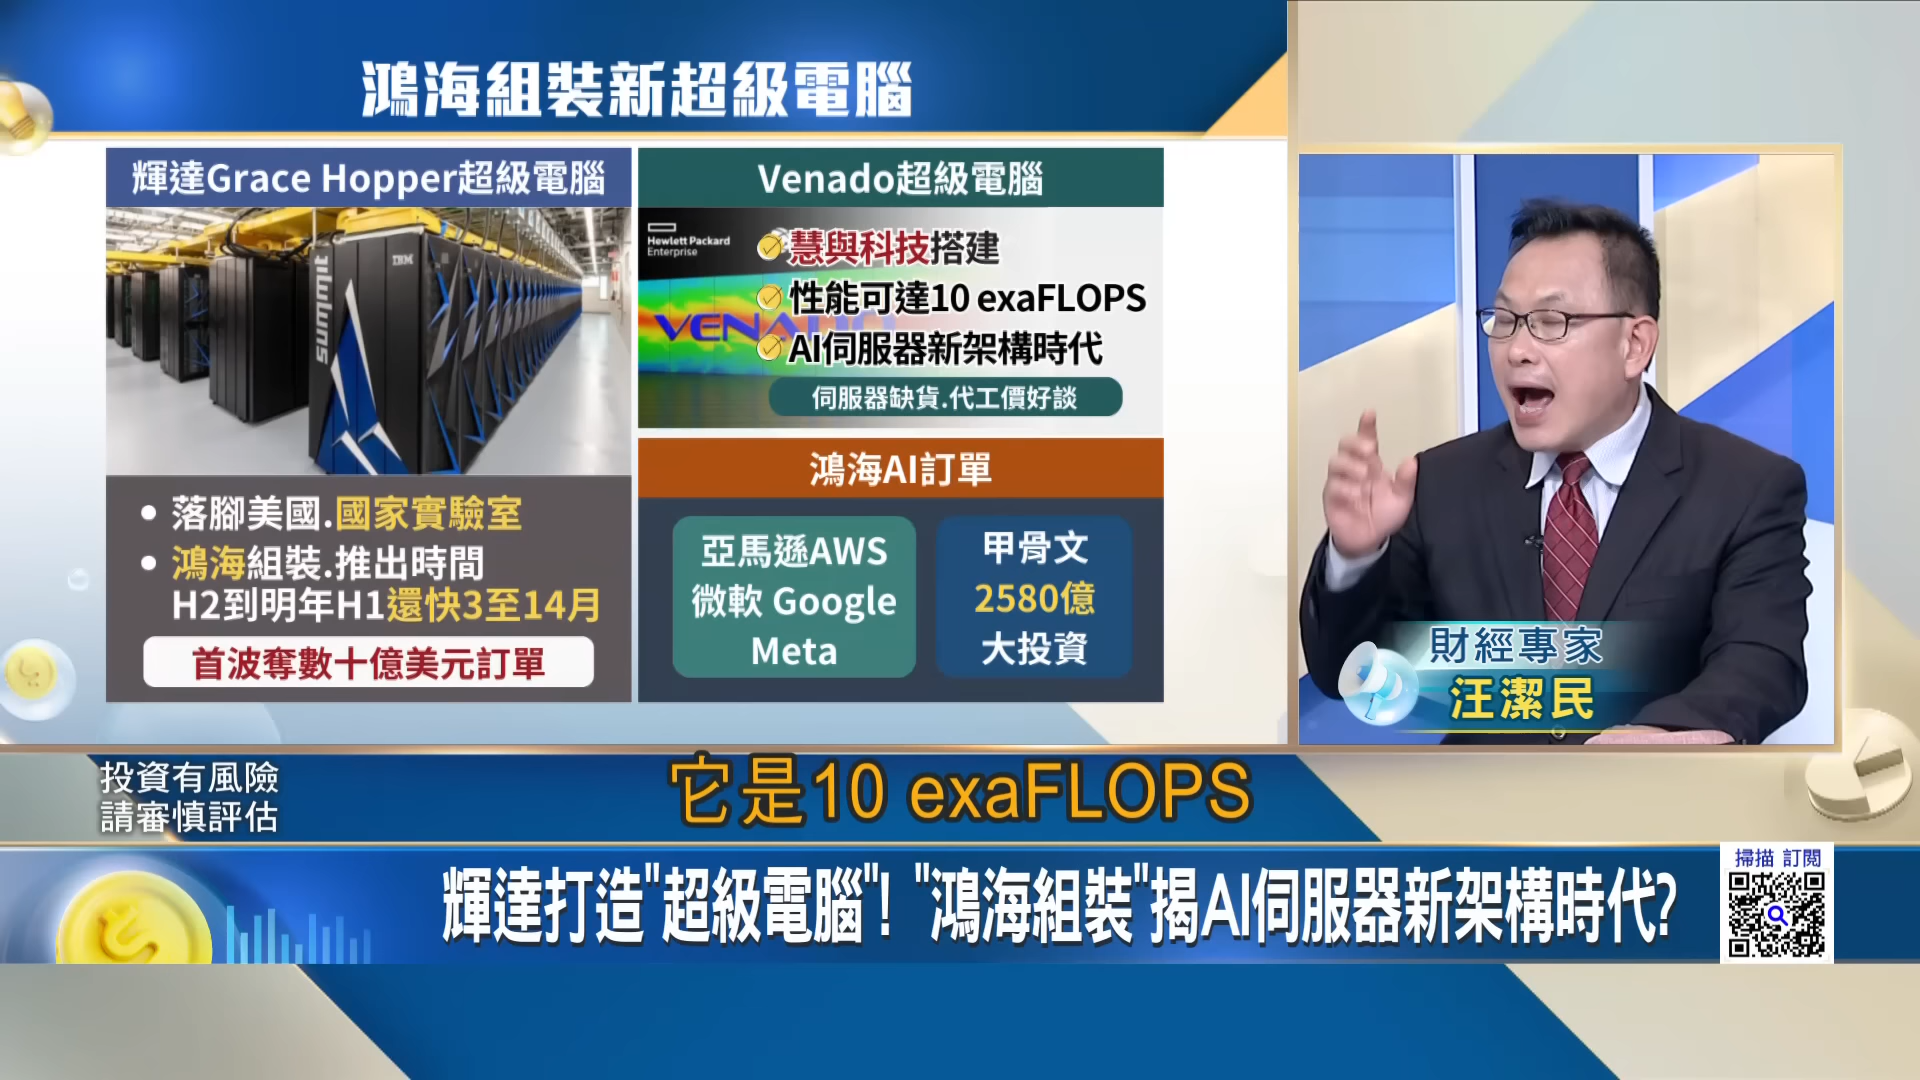 鴻海組裝新超級電腦
輝達Grace Hopper超級電腦
summit
IBM
落腳美國.國家實驗室
鴻海組裝.推出時間
H2到明年H1還快3至14月
首波奪數十億美元訂單
Venado超級電腦
Hewlett Packard
Enterprise
VENADO
慧與科技搭建
性能可達10 exaFLOPS
AI伺服器新架構時代
伺服器缺貨.代工價好談
鴻海AI訂單
亞馬遜AWS
微軟 Google
Meta
甲骨文
2580億
大投資
財經專家
汪潔民
投資有風險
請審慎評估
它是10 exaFLOPS
輝達打造"超級電腦"! "鴻海組裝"揭AI伺服器新架構時代?
掃描 訂閱